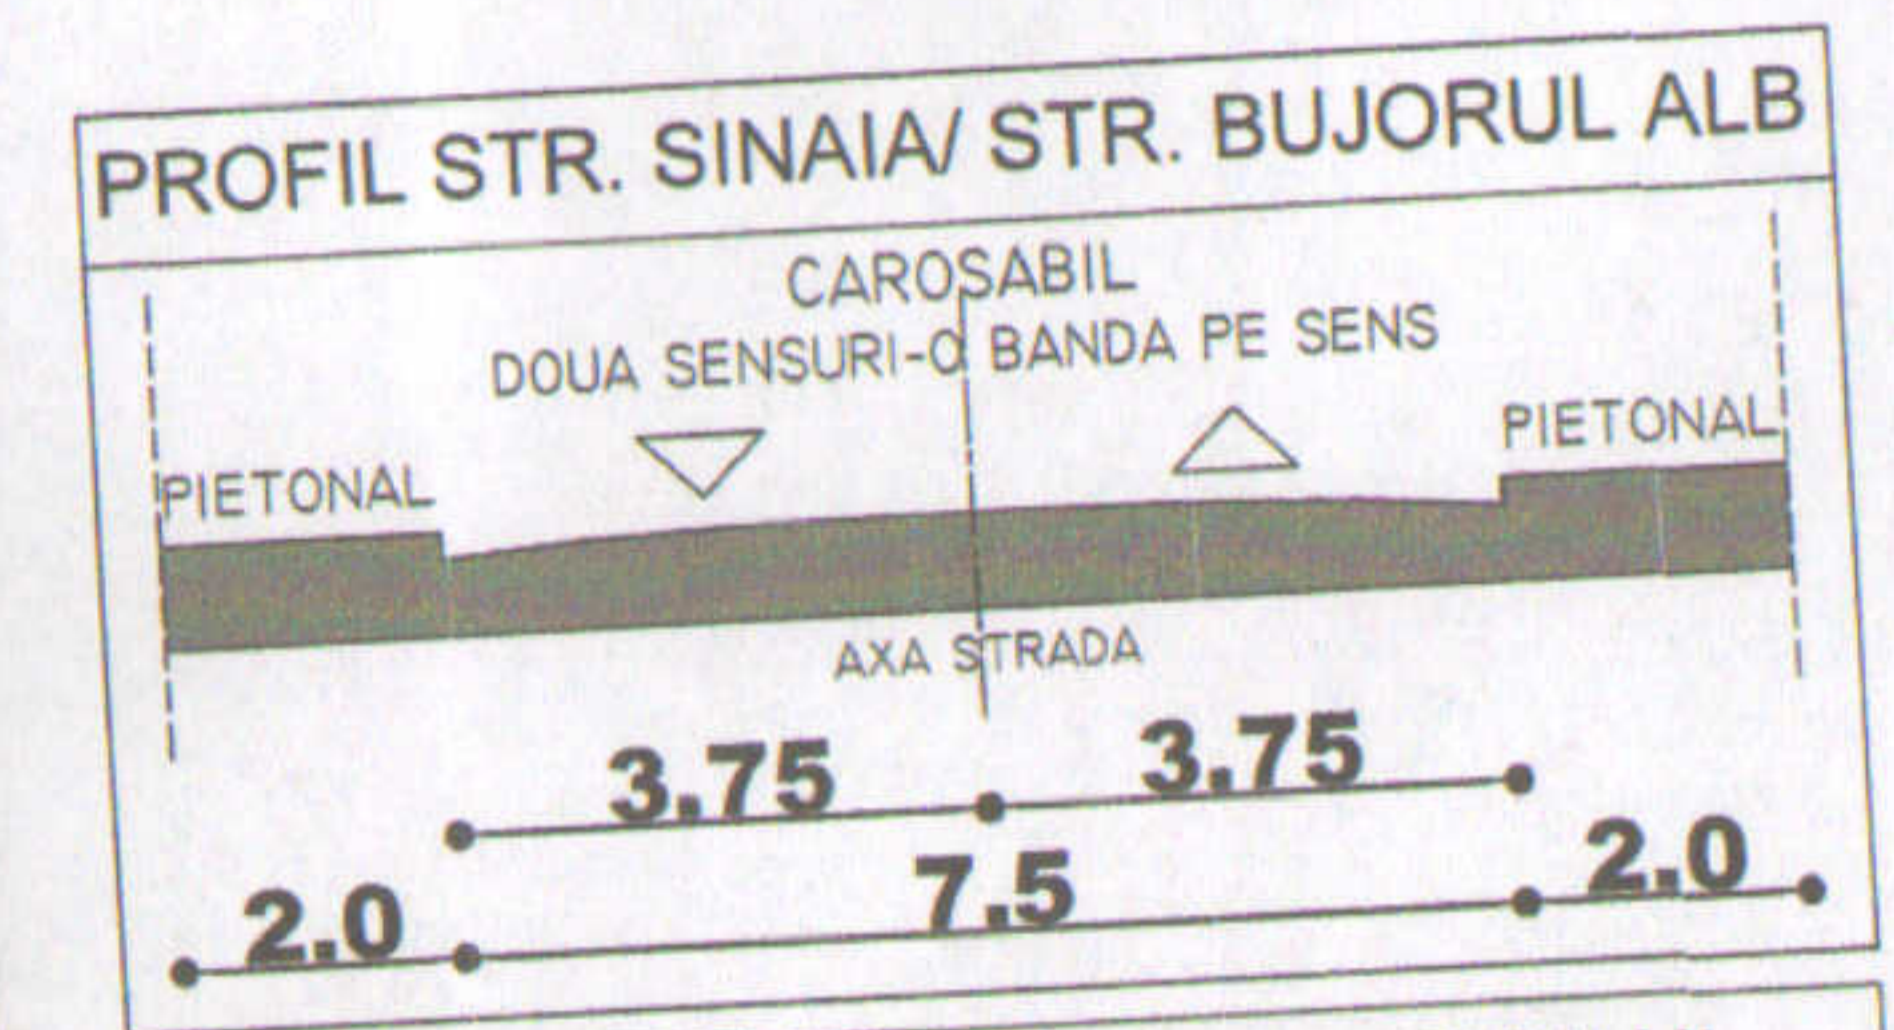 PROFIL STR. SINAIA/ STR. BUJORUL ALB
CAROSABIL
DOUA SENSURI-O BANDA PE SENS
PIETONAL
PIETONAL
AXA STRADA
3.75
3.75
2.0
7.5
2.0